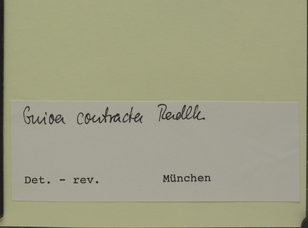 Guioa contracta Radlk.
Det. - rev. München